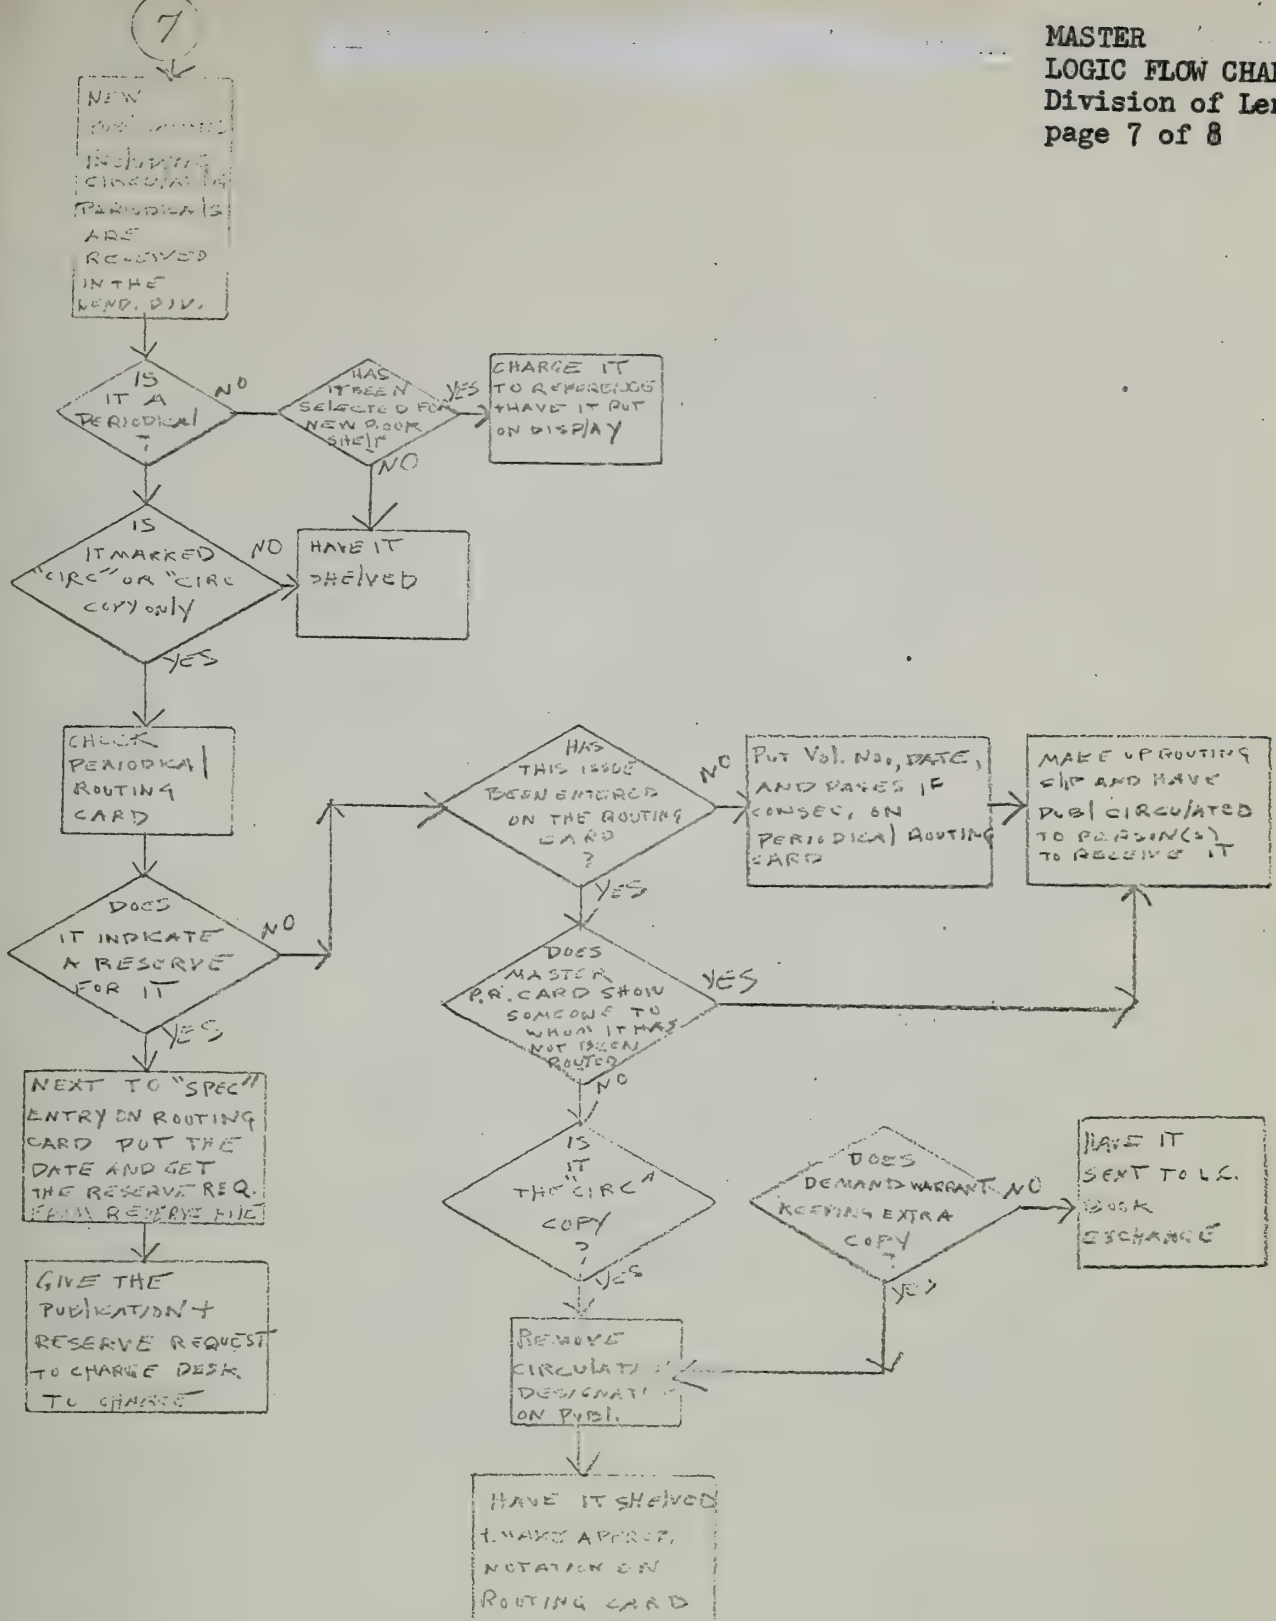 7
MASTER
LOGIC FLOW CHA
Division of Le
page 7 of 8
NEW
INCLUDING
CIRCULATING
PERIODICALS
ARE
RECEIVED
IN THE
LEND. DIV.
IS
IT A
PERIODICAL
?
NO
HAS
IT BEEN
SELECTED FOR
NEW BOOK
SHELF
YES
CHARGE IT
TO REFERENCE
+ HAVE IT PUT
ON DISPLAY
NO
IS
IT MARKED
"CIRC" OR "CIRC
COPY ONLY
NO
HAVE IT
SHELVED
YES
CHECK
PERIODICAL
ROUTING
CARD
HAS
THIS ISSUE
BEEN ENTERED
ON THE ROUTING
CARD
?
NO
PUT Vol. No., DATE,
AND PAGES IF
CONSEC, ON
PERIODICAL ROUTING
CARD
MAKE UP ROUTING
SLIP AND HAVE
PUBL CIRCULATED
TO PERSON(S)
TO RECEIVE IT
YES
DOES
IT INDICATE
A RESERVE
FOR IT
NO
YES
DOES
MASTER
P.R. CARD SHOW
SOMEONE TO
WHOM IT HAS
NOT BEEN
ROUTED
YES
NO
NEXT TO "SPEC"
ENTRY ON ROUTING
CARD PUT THE
DATE AND GET
THE RESERVE REQ.
FROM RESERVE FILE
IS
IT
THE "CIRC"
COPY
?
YES
DOES
DEMAND WARRANT
KEEPING EXTRA
COPY
?
NO
YES
HAVE IT
SENT TO L.C.
BOOK
EXCHANGE
GIVE THE
PUBLICATION +
RESERVE REQUEST
TO CHARGE DESK
TO CHARGE
REMOVE
CIRCULATI
DESIGNATI
ON PUBL.
HAVE IT SHELVED
+ MAKE APPROP.
NOTATION ON
ROUTING CARD